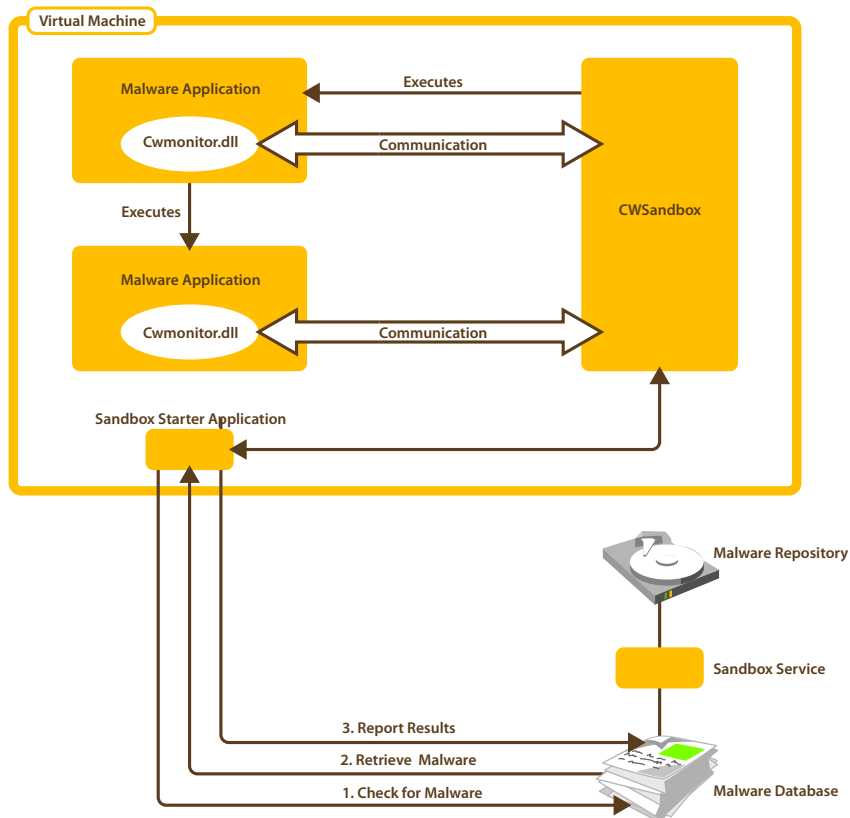 Virtual Machine
Malware Application
Executes
Cwmonitor.dll
Communication
CWSandbox
Executes
Malware Application
Cwmonitor.dll
Communication
Sandbox Starter Application
Malware Repository
Sandbox Service
3. Report Results
2. Retrieve Malware
1. Check for Malware
Malware Database